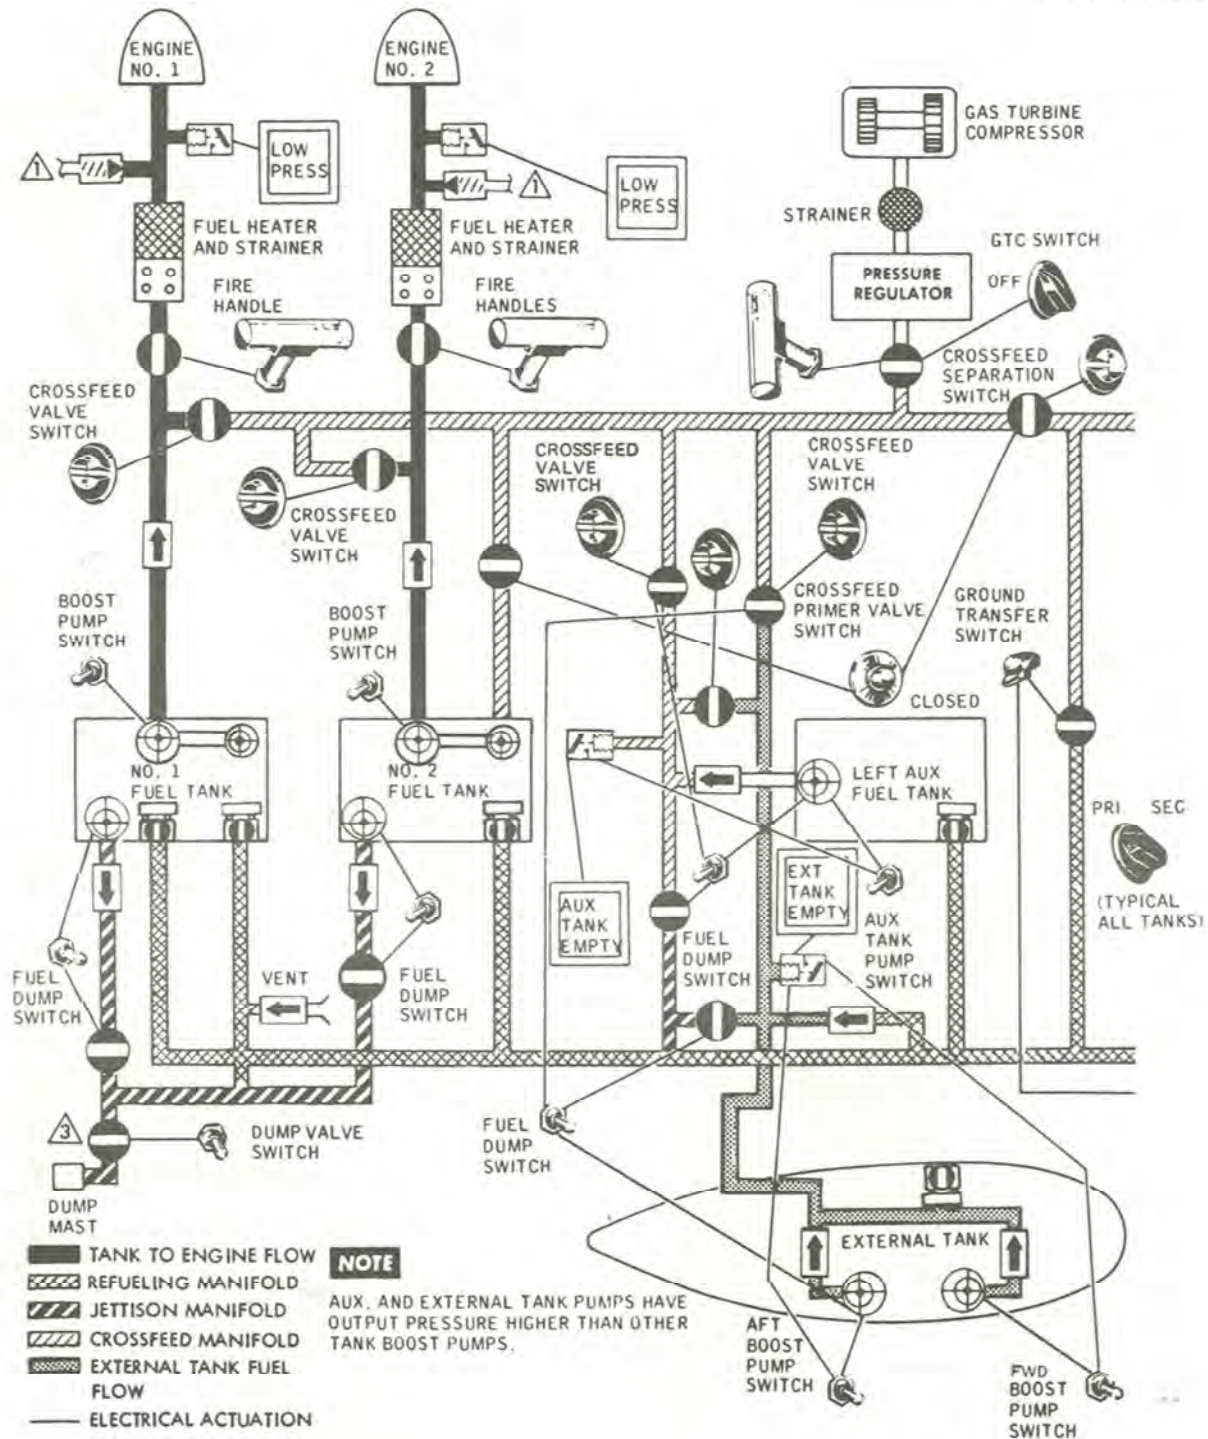 ENGINE
NO. 1
ENGINE
NO. 2
GAS TURBINE
COMPRESSOR
LOW
PRESS
1
LOW
PRESS
1
STRAINER
FUEL HEATER
AND STRAINER
FUEL HEATER
AND STRAINER
GTC SWITCH
OFF
PRESSURE
REGULATOR
FIRE
HANDLE
FIRE
HANDLES
CROSSFEED
SEPARATION
SWITCH
CROSSFEED
VALVE
SWITCH
CROSSFEED
VALVE
SWITCH
CROSSFEED
VALVE
SWITCH
CROSSFEED
VALVE
SWITCH
CROSSFEED
PRIMER VALVE
SWITCH
GROUND
TRANSFER
SWITCH
BOOST
PUMP
SWITCH
BOOST
PUMP
SWITCH
CLOSED
NO. 1
FUEL TANK
NO. 2
FUEL TANK
LEFT AUX
FUEL TANK
PRI. SEC
(TYPICAL
ALL TANKS)
AUX
TANK
EMPTY
EXT
TANK
EMPTY
AUX
TANK
PUMP
SWITCH
FUEL
DUMP
SWITCH
FUEL
DUMP
SWITCH
VENT
FUEL
DUMP
SWITCH
3
DUMP VALVE
SWITCH
FUEL
DUMP
SWITCH
DUMP
MAST
EXTERNAL TANK
TANK TO ENGINE FLOW
REFUELING MANIFOLD
JETTISON MANIFOLD
CROSSFEED MANIFOLD
EXTERNAL TANK FUEL
FLOW
ELECTRICAL ACTUATION
NOTE
AUX. AND EXTERNAL TANK PUMPS HAVE
OUTPUT PRESSURE HIGHER THAN OTHER
TANK BOOST PUMPS.
AFT
BOOST
PUMP
SWITCH
FWD
BOOST
PUMP
SWITCH